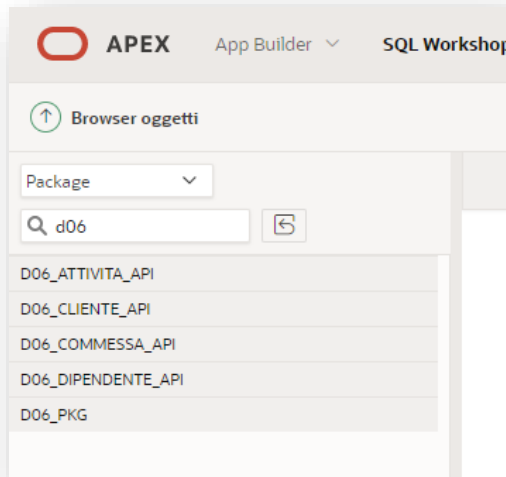 APEX App Builder SQL Workshop
Browser oggetti
Package
d06
D06_ATTIVITA_API
D06_CLIENTE_API
D06_COMMESSA_API
D06_DIPENDENTE_API
D06_PKG